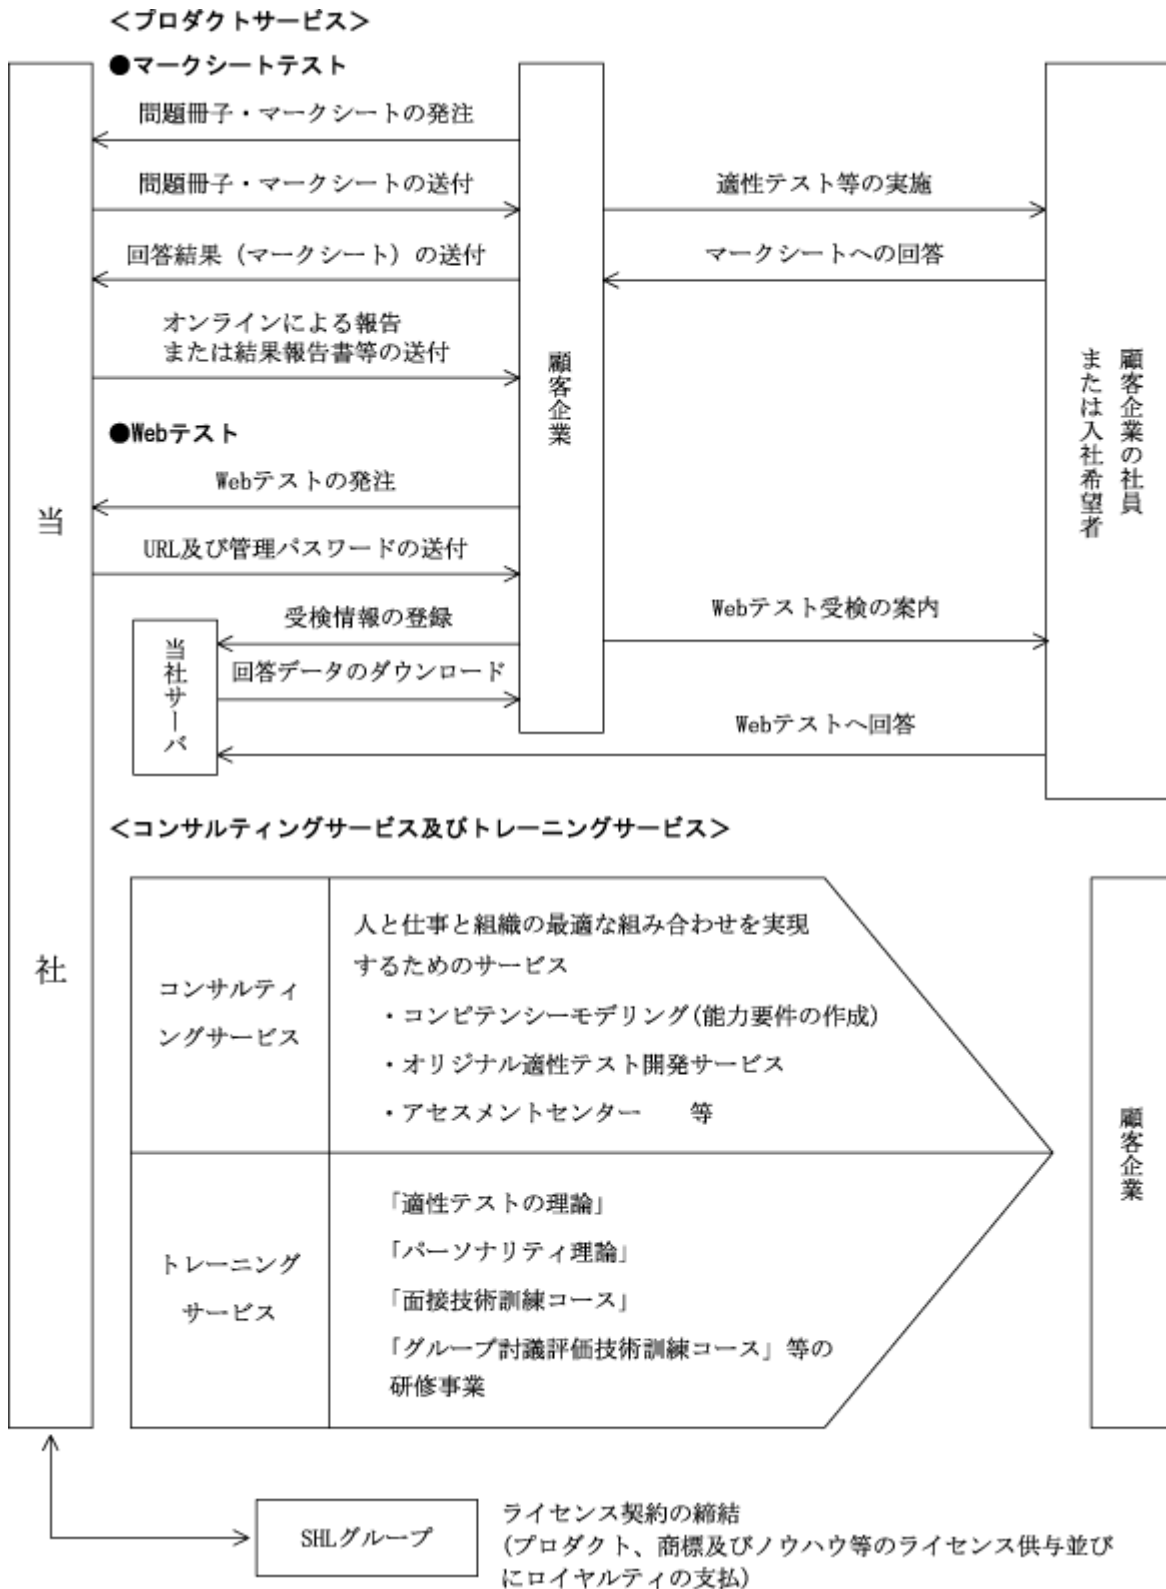 ＜プロダクトサービス＞
●マークシートテスト
問題冊子・マークシートの発注
問題冊子・マークシートの送付
適性テスト等の実施
回答結果（マークシート）の送付
マークシートへの回答
オンラインによる報告
または結果報告書等の送付
顧客企業
顧客企業の社員
または入社希望者
●Webテスト
Webテストの発注
URL及び管理パスワードの送付
受検情報の登録
Webテスト受検の案内
当社サーバ
回答データのダウンロード
Webテストへ回答
当社
＜コンサルティングサービス及びトレーニングサービス＞
コンサルティ
ングサービス
人と仕事と組織の最適な組み合わせを実現
するためのサービス
・コンピテンシーモデリング(能力要件の作成)
・オリジナル適性テスト開発サービス
・アセスメントセンター　　等
顧客企業
トレーニング
サービス
「適性テストの理論」
「パーソナリティ理論」
「面接技術訓練コース」
「グループ討議評価技術訓練コース」等の
研修事業
SHLグループ
ライセンス契約の締結
(プロダクト、商標及びノウハウ等のライセンス供与並び
にロイヤルティの支払)